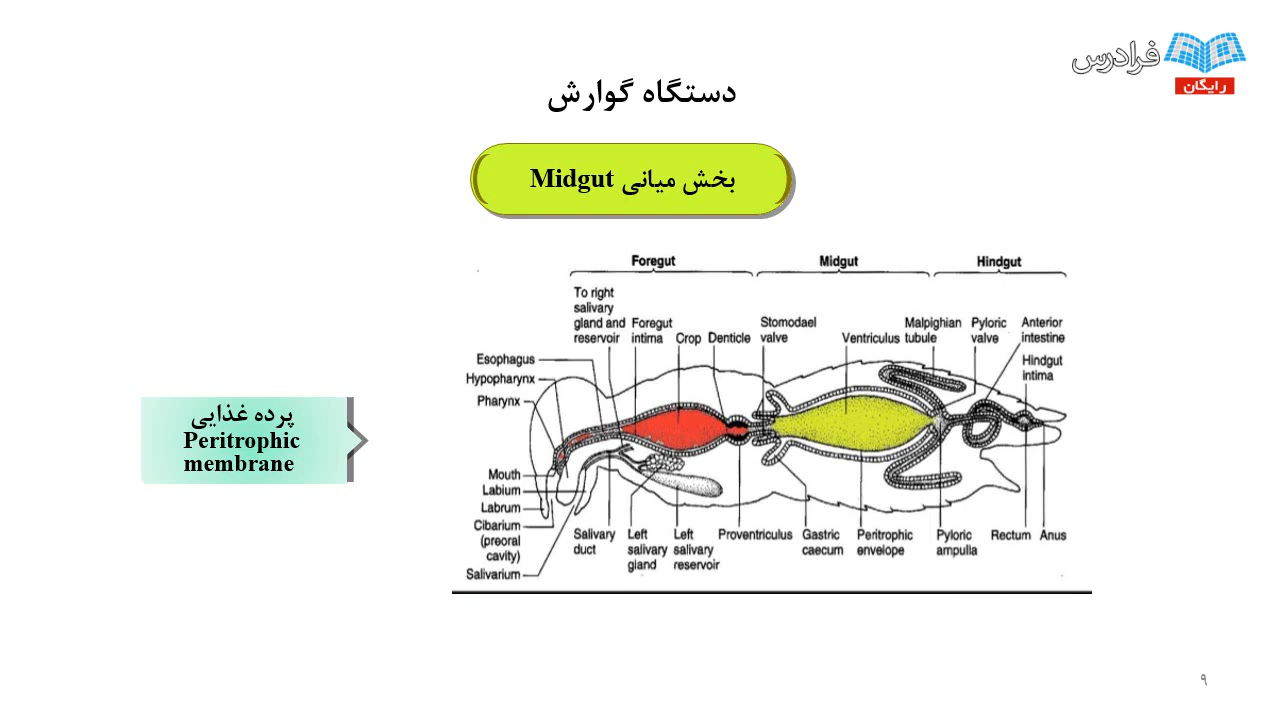 فرادرس
رایگان
دستگاه گوارش
بخش میانی Midgut
Foregut
Midgut
Hindgut
To right
salivary
gland and
reservoir
Foregut
intima
Crop
Denticle
Stomodael
valve
Ventriculus
Malpighian
tubule
Pyloric
valve
Anterior
intestine
Hindgut
intima
Esophagus
Hypopharynx
Pharynx
پرده غذایی
Peritrophic
membrane
Mouth
Labium
Labrum
Cibarium
(preoral
cavity)
Salivarium
Salivary
duct
Left
salivary
gland
Left
salivary
reservoir
Proventriculus
Gastric
caecum
Peritrophic
envelope
Pyloric
ampulla
Rectum
Anus
۹